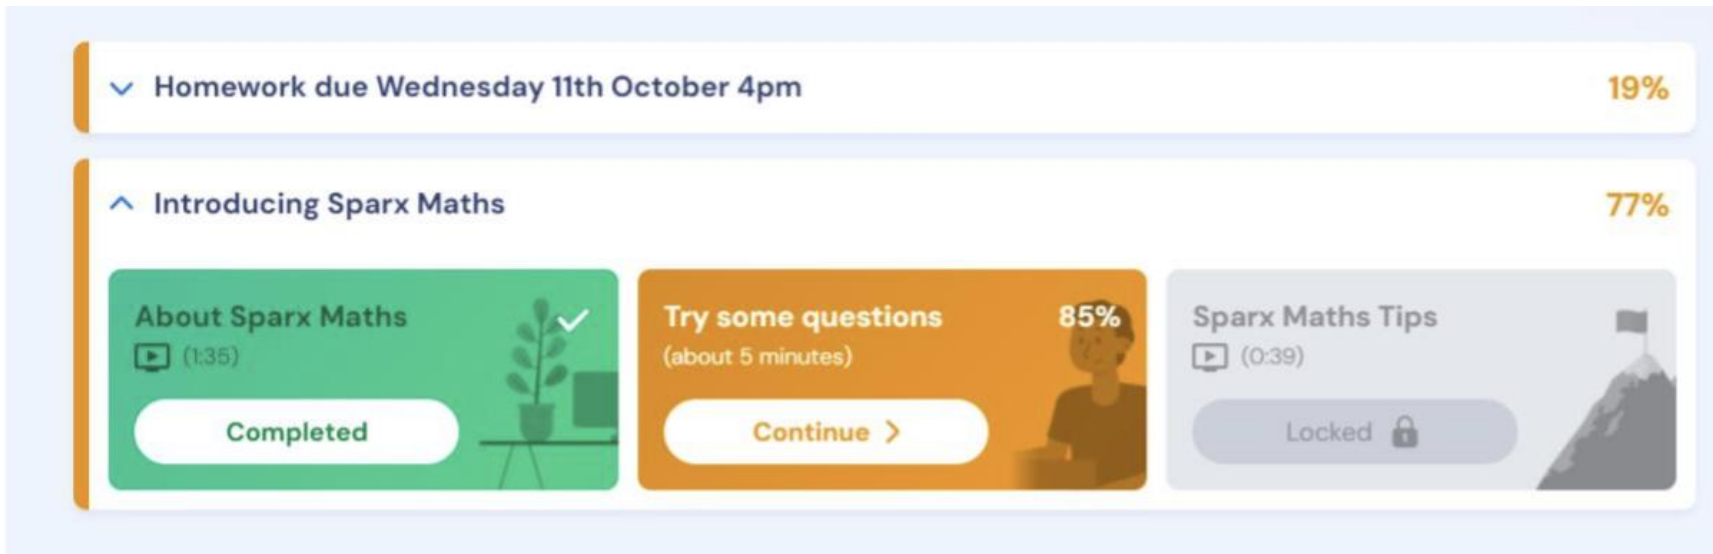 Homework due Wednesday 11th October 4pm 19%
Introducing Sparx Maths 77%
About Sparx Maths
(1:35)
Completed
Try some questions 85%
(about 5 minutes)
Continue
Sparx Maths Tips
(0:39)
Locked